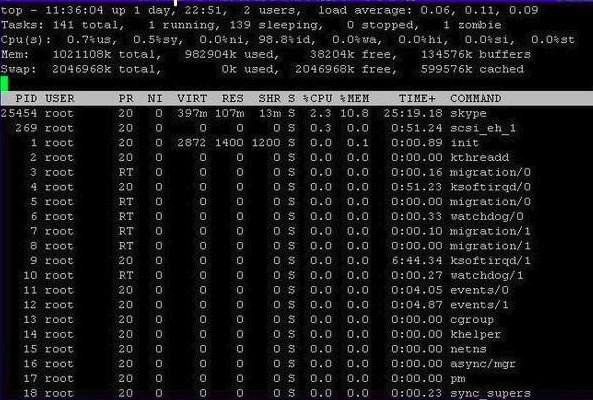 top - 11:36:04 up 1 day, 22:51, 2 users, load average: 0.06, 0.11, 0.09
Tasks: 141 total, 1 running, 139 sleeping, 0 stopped, 1 zombie
Cpu(s): 0.7%us, 0.5%sy, 0.0%ni, 98.8%id, 0.0%wa, 0.0%hi, 0.0%si, 0.0%st
Mem: 1021108k total, 982904k used, 38204k free, 134576k buffers
Swap: 2046968k total, 0k used, 2046968k free, 599576k cached
PID USER PR NI VIRT RES SHR S %CPU %MEM TIME+ COMMAND
25454 root 20 0 397m 107m 13m S 2.3 10.8 25:19.18 skype
269 root 20 0 0 0 0 S 0.3 0.0 0:51.24 scsi_eh_1
1 root 20 0 2872 1400 1200 S 0.0 0.1 0:00.89 init
2 root 20 0 0 0 0 S 0.0 0.0 0:00.00 kthreadd
3 root RT 0 0 0 0 S 0.0 0.0 0:00.16 migration/0
4 root 20 0 0 0 0 S 0.0 0.0 0:51.23 ksoftirqd/0
5 root RT 0 0 0 0 S 0.0 0.0 0:00.00 migration/0
6 root RT 0 0 0 0 S 0.0 0.0 0:00.33 watchdog/0
7 root RT 0 0 0 0 S 0.0 0.0 0:00.10 migration/1
8 root RT 0 0 0 0 S 0.0 0.0 0:00.00 migration/1
9 root 20 0 0 0 0 S 0.0 0.0 6:44.34 ksoftirqd/1
10 root RT 0 0 0 0 S 0.0 0.0 0:00.27 watchdog/1
11 root 20 0 0 0 0 S 0.0 0.0 0:04.05 events/0
12 root 20 0 0 0 0 S 0.0 0.0 0:04.87 events/1
13 root 20 0 0 0 0 S 0.0 0.0 0:00.00 cgroup
14 root 20 0 0 0 0 S 0.0 0.0 0:00.00 khelper
15 root 20 0 0 0 0 S 0.0 0.0 0:00.00 netns
16 root 20 0 0 0 0 S 0.0 0.0 0:00.00 async/mgr
17 root 20 0 0 0 0 S 0.0 0.0 0:00.00 pm
18 root 20 0 0 0 0 S 0.0 0.0 0:00.23 sync_supers